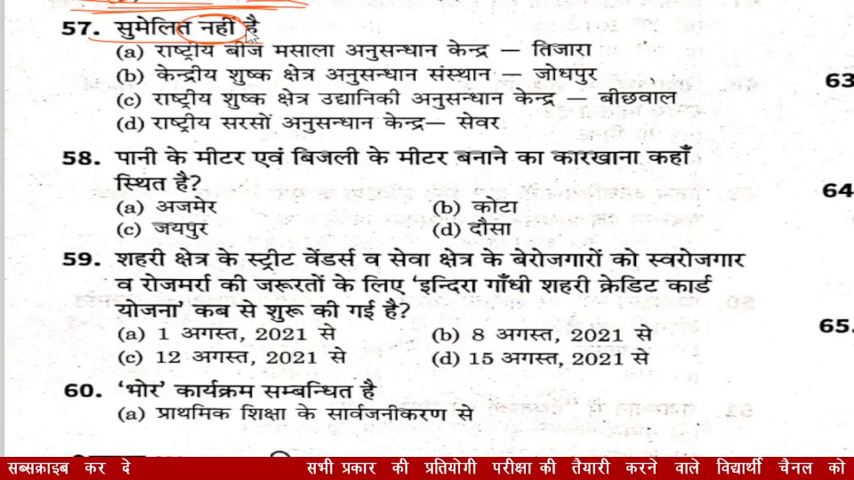 57. सुमेलित नहीं है
(a) राष्ट्रीय बीज मसाला अनुसन्धान केन्द्र — तिजारा
(b) केन्द्रीय शुष्क क्षेत्र अनुसन्धान संस्थान — जोधपुर
(c) राष्ट्रीय शुष्क क्षेत्र उद्यानिकी अनुसन्धान केन्द्र — बीछवाल
(d) राष्ट्रीय सरसों अनुसन्धान केन्द्र— सेवर
58. पानी के मीटर एवं बिजली के मीटर बनाने का कारखाना कहाँ
स्थित है?
(a) अजमेर (b) कोटा
(c) जयपुर (d) दौसा
59. शहरी क्षेत्र के स्ट्रीट वेंडर्स व सेवा क्षेत्र के बेरोजगारों को स्वरोजगार
व रोजमर्रा की जरूरतों के लिए 'इन्दिरा गाँधी शहरी क्रेडिट कार्ड
योजना' कब से शुरू की गई है?
(a) 1 अगस्त, 2021 से (b) 8 अगस्त, 2021 से
(c) 12 अगस्त, 2021 से (d) 15 अगस्त, 2021 से
60. 'भोर' कार्यक्रम सम्बन्धित है
(a) प्राथमिक शिक्षा के सार्वजनीकरण से
63
64
65.
सब्सक्राइब कर दे सभी प्रकार की प्रतियोगी परीक्षा की तैयारी करने वाले विद्यार्थी चैनल को